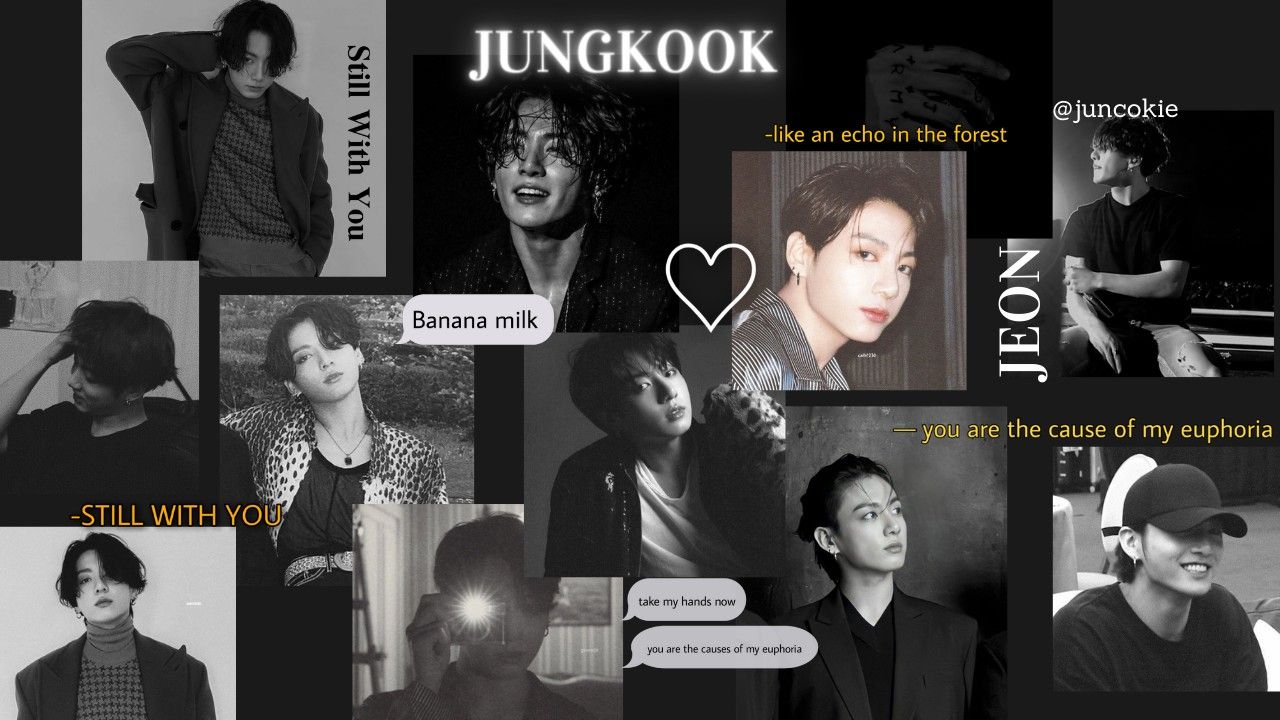 JUNGKOOK
Still With You
@juncokie
-like an echo in the forest
JEON
Banana milk
— you are the cause of my euphoria
-STILL WITH YOU
take my hands now
you are the causes of my euphoria